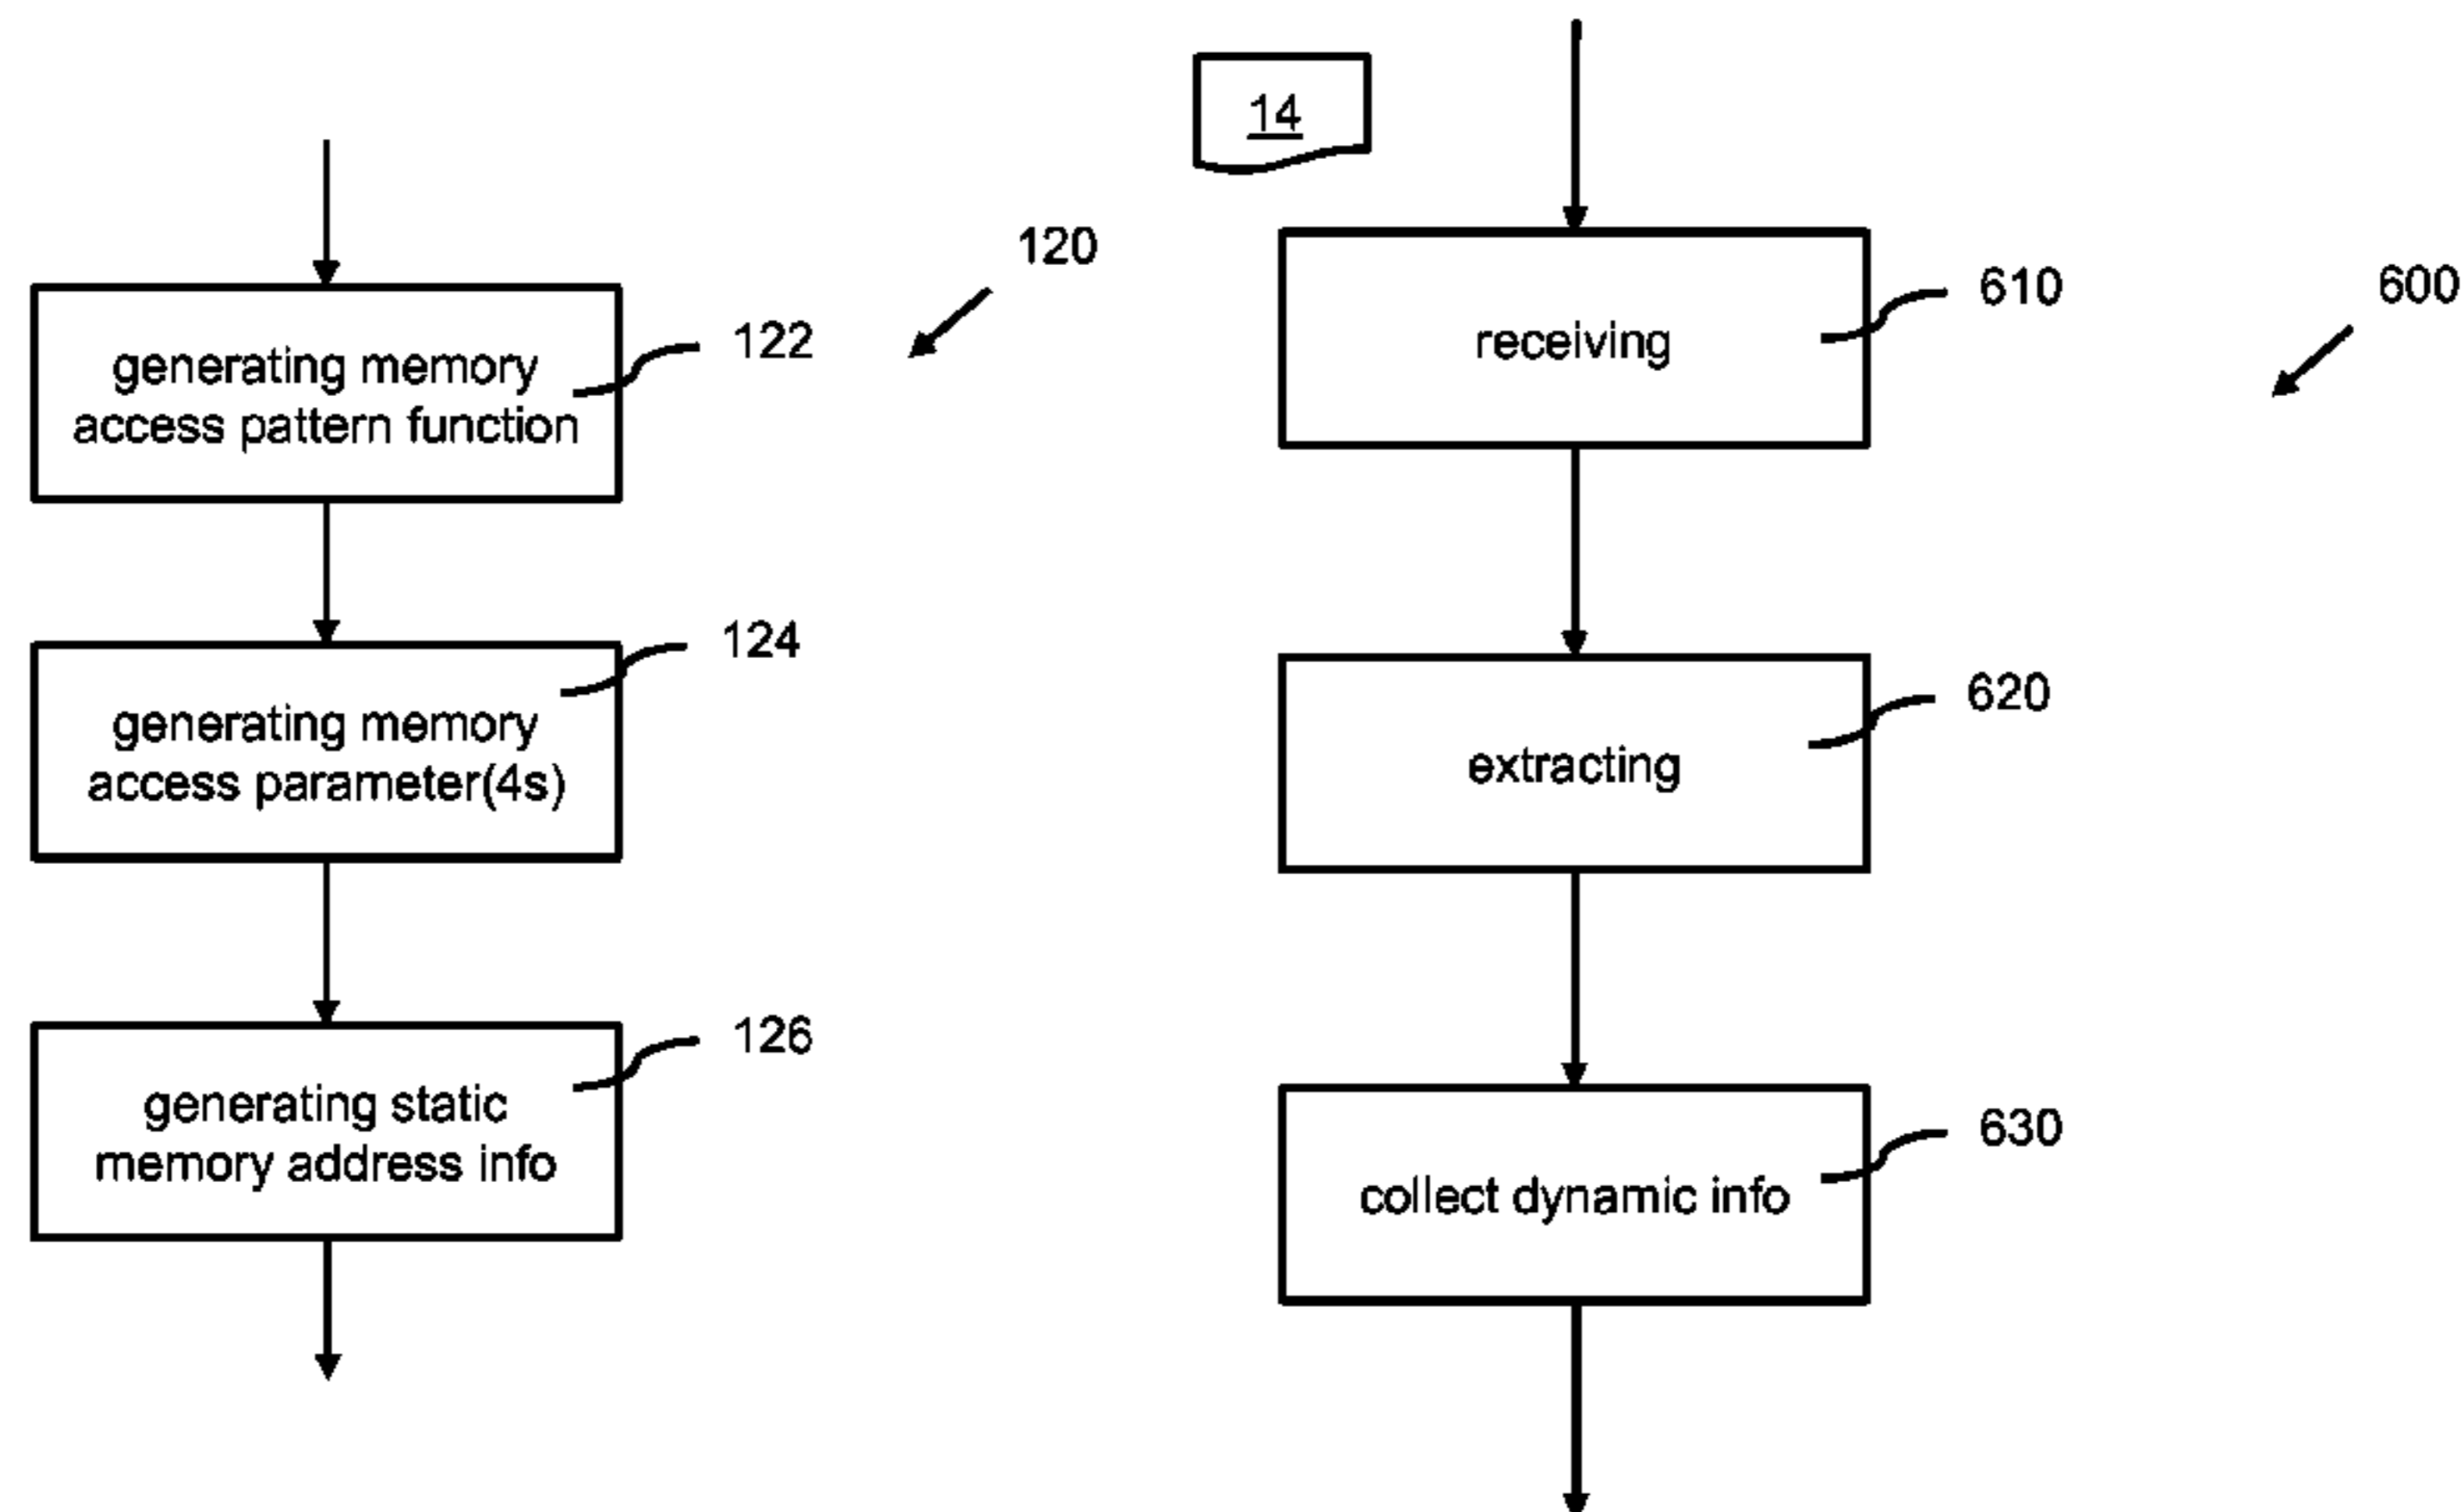 120
generating memory
access pattern function
122
generating memory
access parameter(4s)
124
generating static
memory address info
126
14
600
receiving
610
extracting
620
collect dynamic info
630